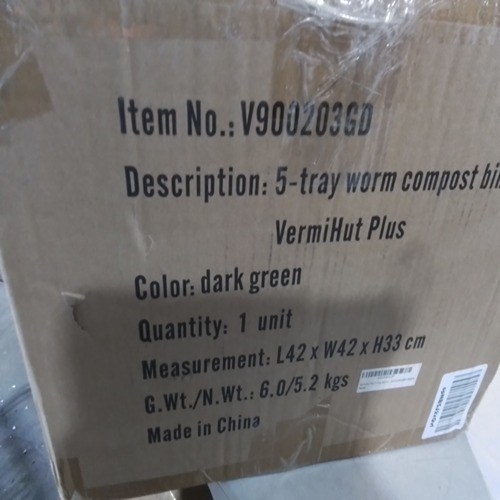 Item No.: V900203GD
Description: 5-tray worm compost bin
VermiHut Plus
Color: dark green
Quantity: 1 unit
Measurement: L42 x W42 x H33 cm
G.Wt./N.Wt.: 6.0/5.2 kgs
Made in China